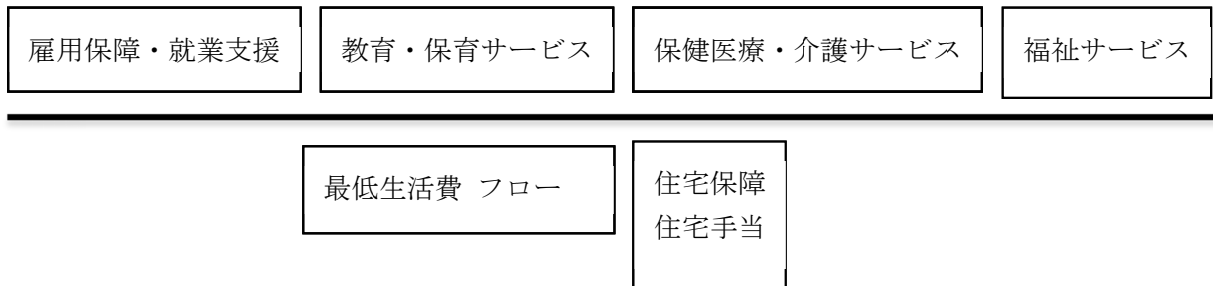 雇用保障・就業支援
教育・保育サービス
保健医療・介護サービス
福祉サービス
最低生活費 フロー
住宅保障
住宅手当